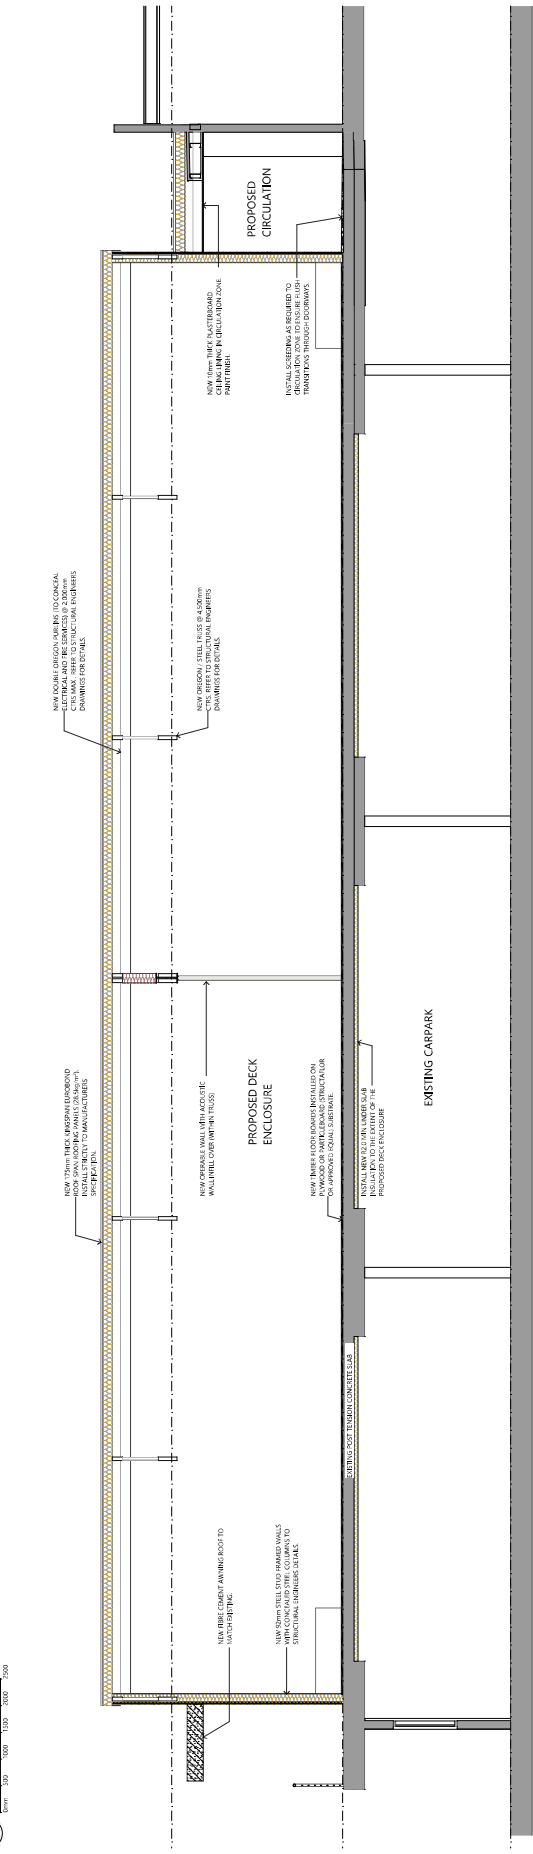 NEW DOUBLE OREGON PURLINS (TO CONCEAL
ELECTRICAL AND FIRE SERVICES) @ 2,000mm
CTRS MAX. REFER TO STRUCTURAL ENGINEERS
DRAWINGS FOR DETAILS.
NEW 175mm THICK KINGSPAN EUROBOND
ROOF SPAN ROOFING PANELS (28.5kg/m²).
INSTALL STRICTLY TO MANUFACTURERS
SPECIFICATION.
NEW OREGON / STEEL TRUSS @ 4,500mm
CTRS. REFER TO STRUCTURAL ENGINEERS
DRAWINGS FOR DETAILS.
NEW 10mm THICK PLASTERBOARD
CEILING LINING IN CIRCULATION ZONE.
PAINT FINISH.
NEW OPERABLE WALL WITH ACOUSTIC
WALL INFILL OVER (WITHIN TRUSS)
NEW FIBRE CEMENT AWNING ROOF TO
MATCH EXISTING.
PROPOSED
CIRCULATION
PROPOSED DECK
ENCLOSURE
NEW 92mm STEEL STUD FRAMED WALLS
WITH CONCEALED STEEL COLUMNS TO
STRUCTURAL ENGINEERS DETAILS.
INSTALL SCREEDING AS REQUIRED TO
CIRCULATION ZONE TO ENSURE FLUSH
TRANSITIONS THROUGH DOORWAYS.
NEW TIMBER FLOOR BOARDS INSTALLED ON
PLYWOOD OR PARTICLEBOARD (STRUCTAFLOR
OR APPROVED EQUAL) SUBSTRATE.
EXISTING POST TENSION CONCRETE SLAB
INSTALL NEW R2.0 MIN UNDER SLAB
INSULATION TO THE EXTENT OF THE
PROPOSED DECK ENCLOSURE
EXISTING CARPARK
0mm 500 1000 1500 2000 2500